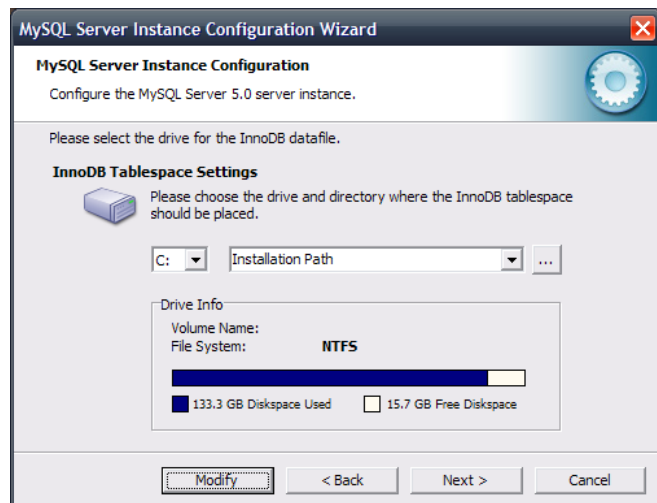 MySQL Server Instance Configuration Wizard
MySQL Server Instance Configuration
Configure the MySQL Server 5.0 server instance.
Please select the drive for the InnoDB datafile.
InnoDB Tablespace Settings
Please choose the drive and directory where the InnoDB tablespace
should be placed.
C: Installation Path ...
Drive Info
Volume Name:
File System: NTFS
133.3 GB Diskspace Used 15.7 GB Free Diskspace
Modify < Back Next > Cancel